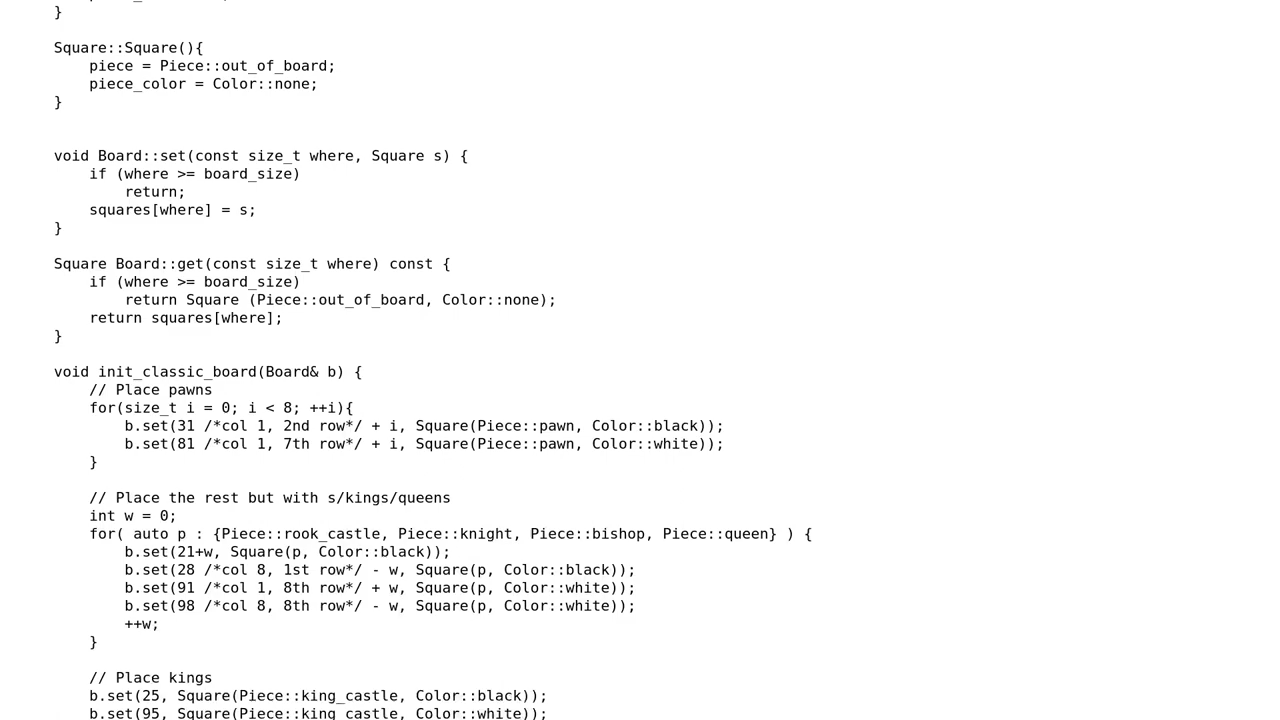 }
Square::Square(){
    piece = Piece::out_of_board;
    piece_color = Color::none;
}
void Board::set(const size_t where, Square s) {
    if (where >= board_size)
        return;
    squares[where] = s;
}
Square Board::get(const size_t where) const {
    if (where >= board_size)
        return Square (Piece::out_of_board, Color::none);
    return squares[where];
}
void init_classic_board(Board& b) {
    // Place pawns
    for(size_t i = 0; i < 8; ++i){
        b.set(31 /*col 1, 2nd row*/ + i, Square(Piece::pawn, Color::black));
        b.set(81 /*col 1, 7th row*/ + i, Square(Piece::pawn, Color::white));
    }
    // Place the rest but with s/kings/queens
    int w = 0;
    for( auto p : {Piece::rook_castle, Piece::knight, Piece::bishop, Piece::queen} ) {
        b.set(21+w, Square(p, Color::black));
        b.set(28 /*col 8, 1st row*/ - w, Square(p, Color::black));
        b.set(91 /*col 1, 8th row*/ + w, Square(p, Color::white));
        b.set(98 /*col 8, 8th row*/ - w, Square(p, Color::white));
        ++w;
    }
    // Place kings
    b.set(25, Square(Piece::king_castle, Color::black));
    b.set(95, Square(Piece::king_castle, Color::white));